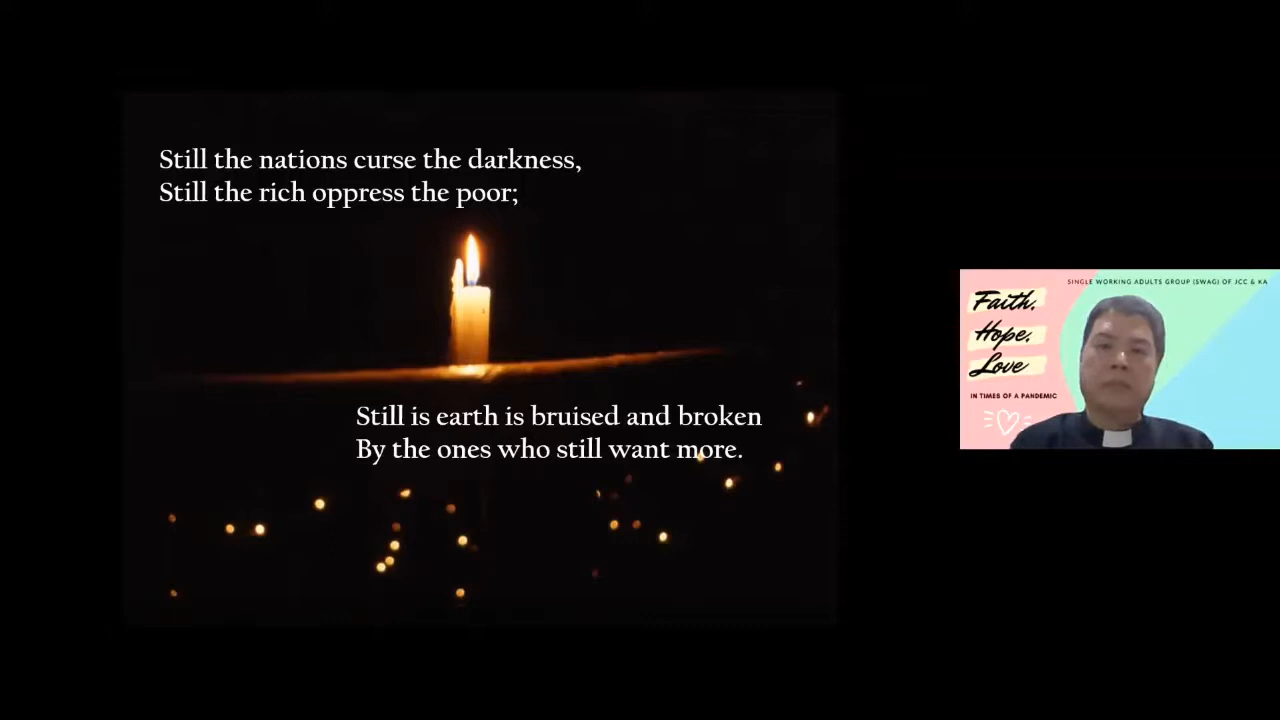 Still the nations curse the darkness,
Still the rich oppress the poor;
Still is earth is bruised and broken
By the ones who still want more.
SINGLE WORKING ADULTS GROUP (SWAG) OF JCC & KA
Faith.
Hope.
Love
IN TIMES OF A PANDEMIC